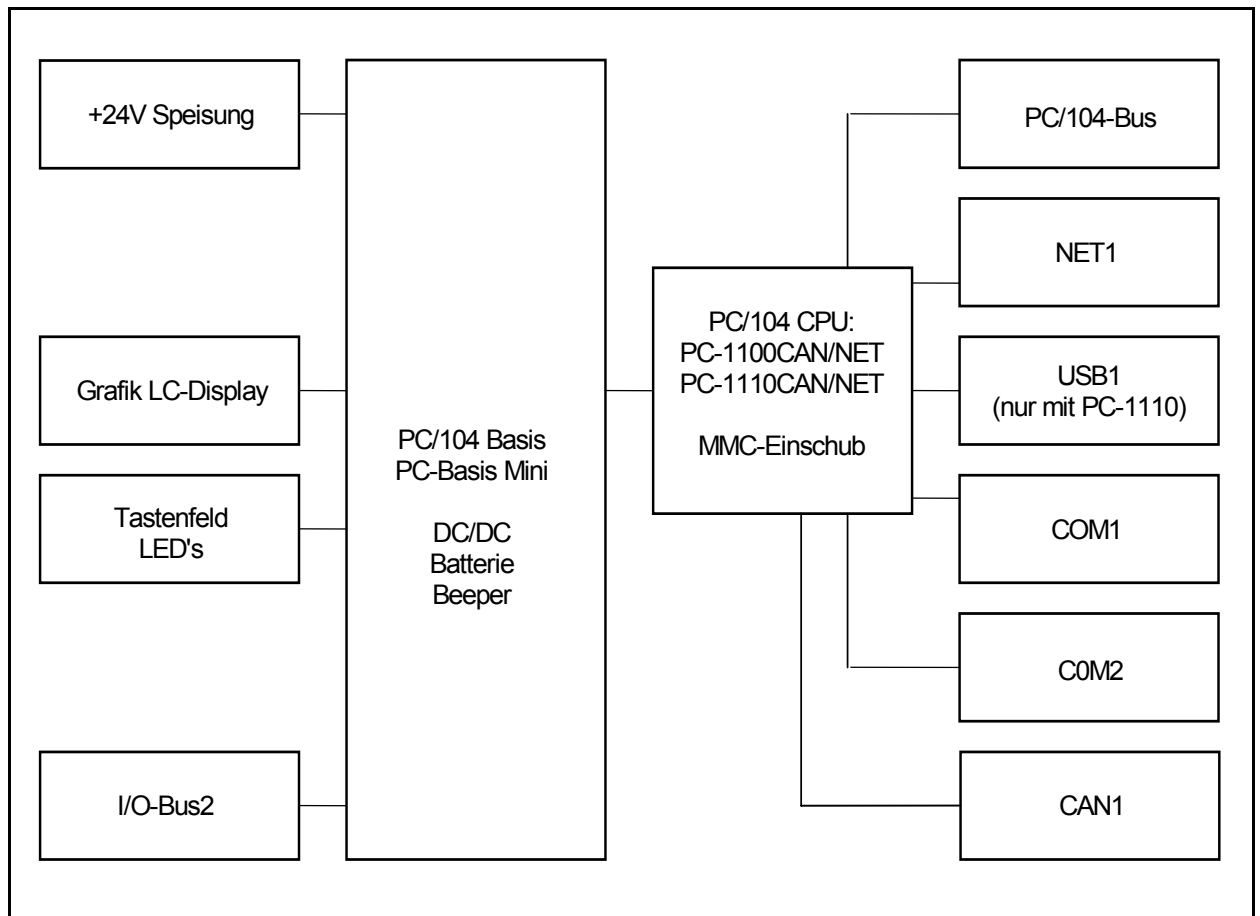 +24V Speisung
Grafik LC-Display
Tastenfeld
LED's
I/O-Bus2
PC/104 Basis
PC-Basis Mini
DC/DC
Batterie
Beeper
PC/104 CPU:
PC-1100CAN/NET
PC-1110CAN/NET
MMC-Einschub
PC/104-Bus
NET1
USB1
(nur mit PC-1110)
COM1
C0M2
CAN1